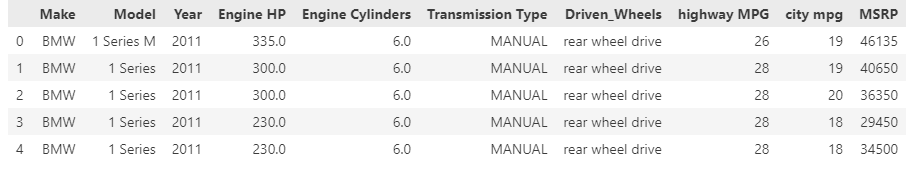 Make Model Year Engine HP Engine Cylinders Transmission Type Driven_Wheels highway MPG city mpg MSRP
0 BMW 1 Series M 2011 335.0 6.0 MANUAL rear wheel drive 26 19 46135
1 BMW 1 Series 2011 300.0 6.0 MANUAL rear wheel drive 28 19 40650
2 BMW 1 Series 2011 300.0 6.0 MANUAL rear wheel drive 28 20 36350
3 BMW 1 Series 2011 230.0 6.0 MANUAL rear wheel drive 28 18 29450
4 BMW 1 Series 2011 230.0 6.0 MANUAL rear wheel drive 28 18 34500